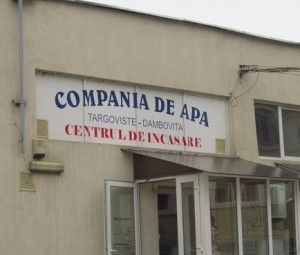 COMPANIA DE APA
TARGOVISTE - DAMBOVITA
CENTRUL DE INCASARE